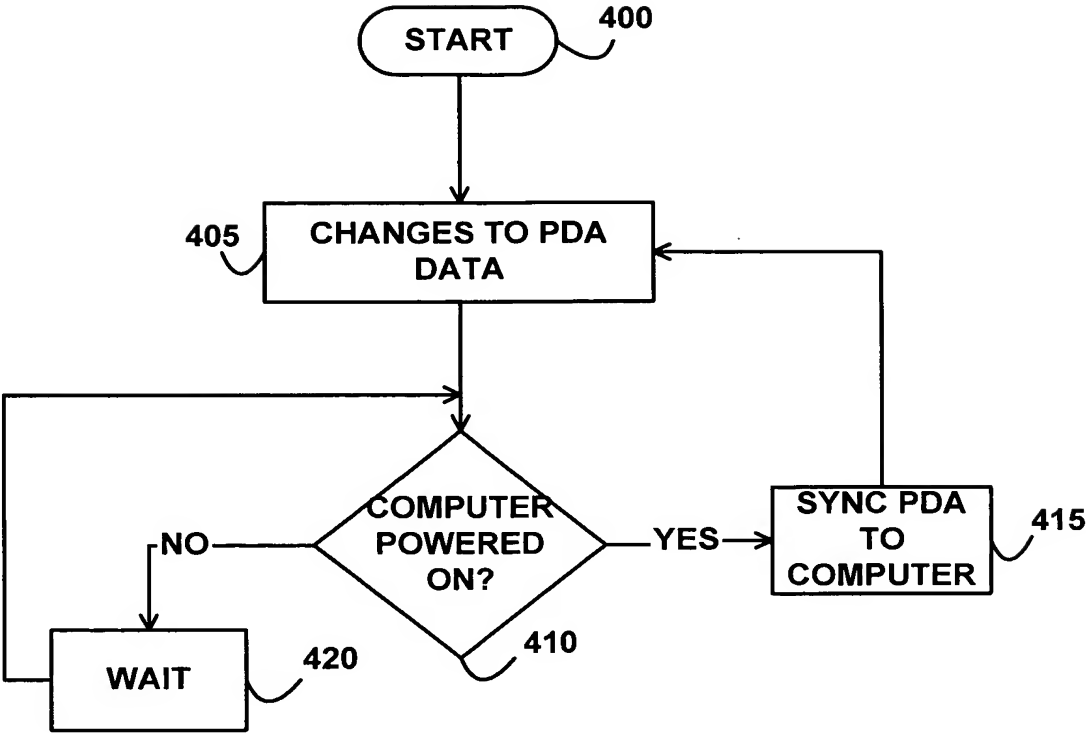 START
400
405
CHANGES TO PDA
DATA
COMPUTER
POWERED
ON?
NO
YES
SYNC PDA
TO
COMPUTER
415
410
WAIT
420